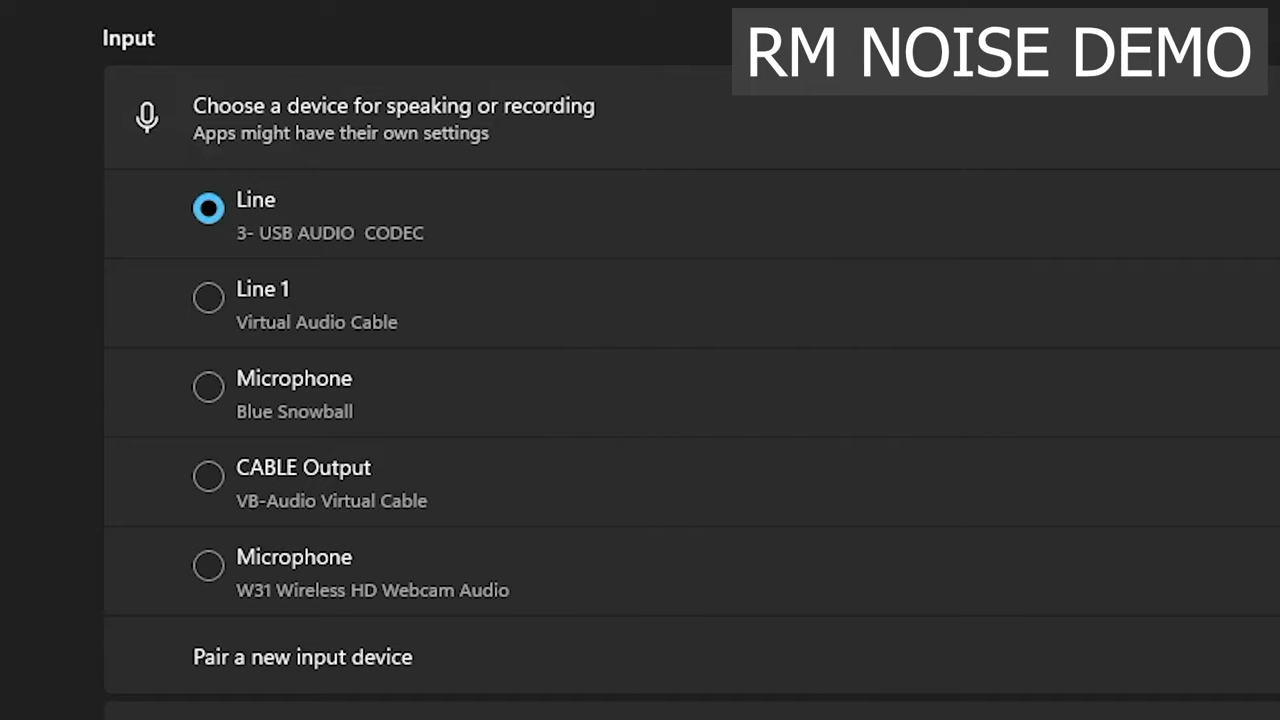 Input
RM NOISE DEMO
Choose a device for speaking or recording
Apps might have their own settings
Line
3- USB AUDIO  CODEC
Line 1
Virtual Audio Cable
Microphone
Blue Snowball
CABLE Output
VB-Audio Virtual Cable
Microphone
W31 Wireless HD Webcam Audio
Pair a new input device